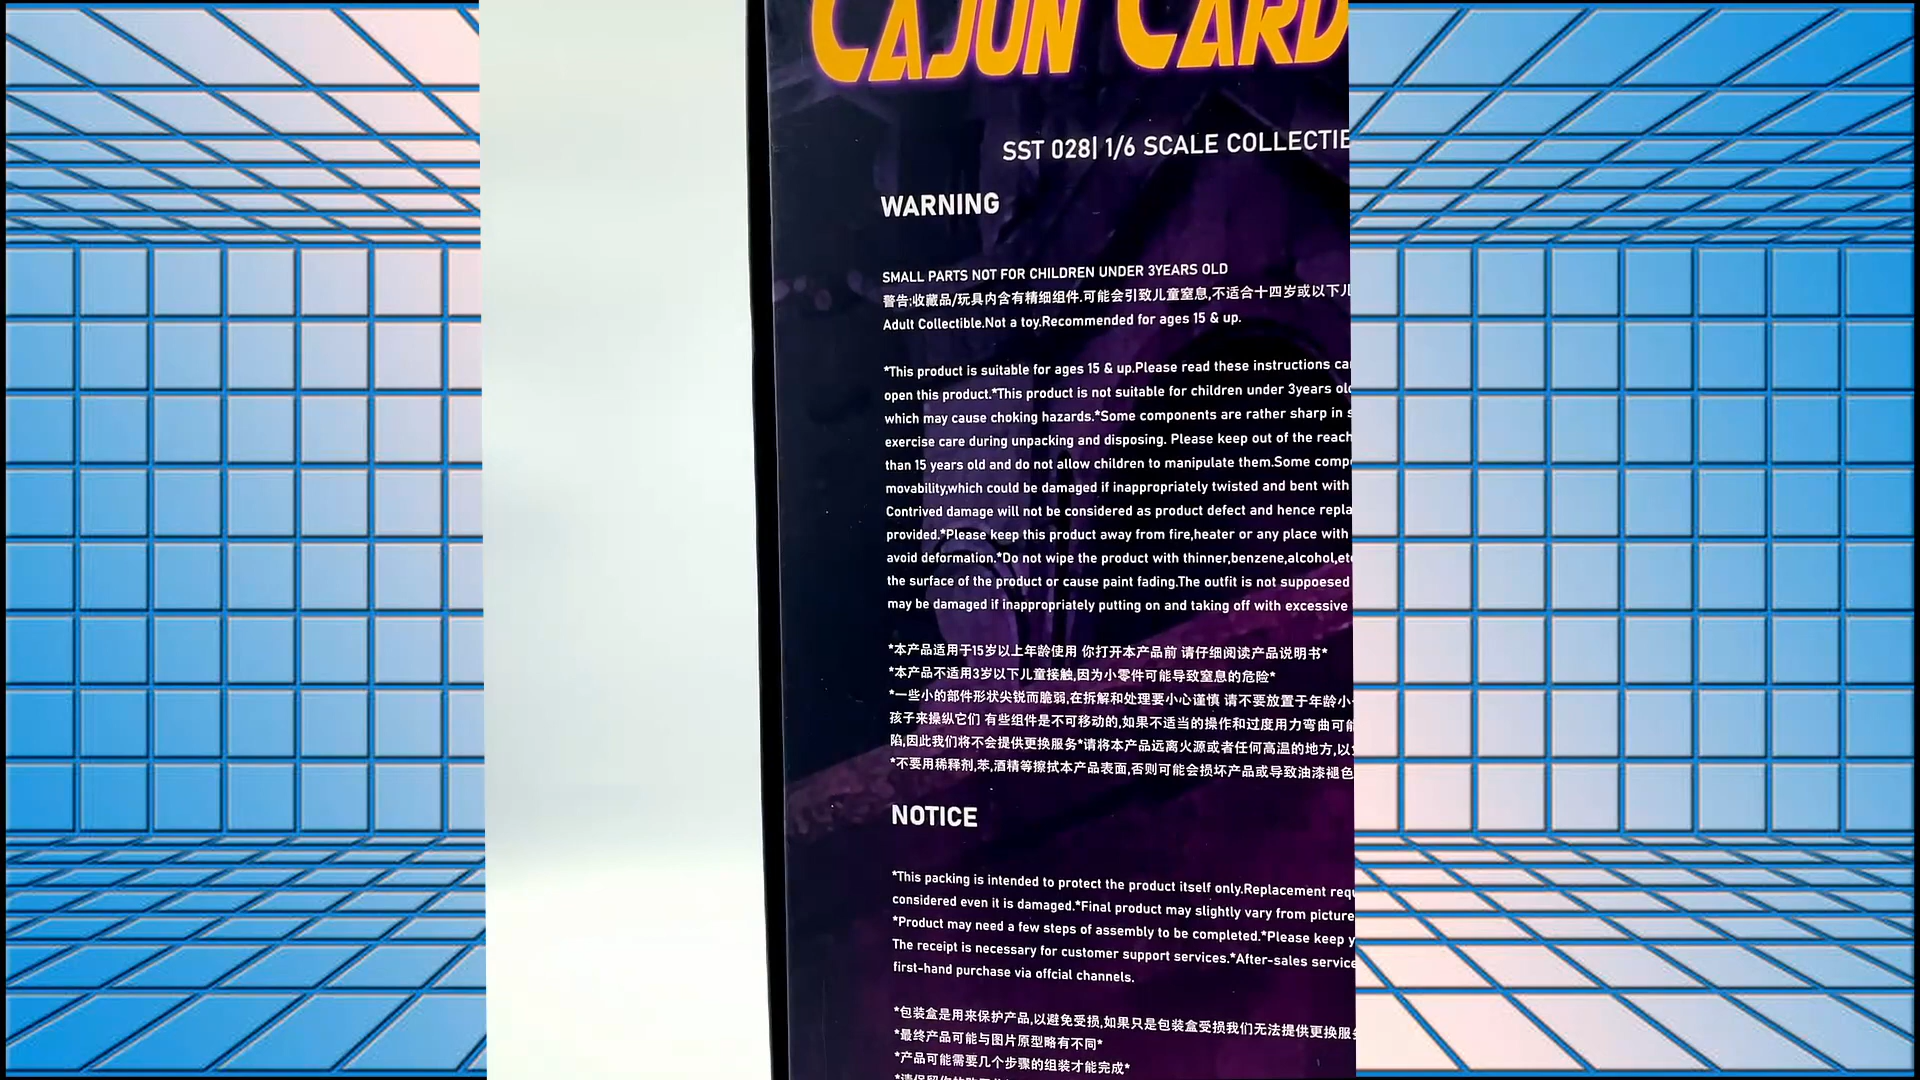 CAJUN CARD
SST 028| 1/6 SCALE COLLECTIB
WARNING
SMALL PARTS NOT FOR CHILDREN UNDER 3YEARS OLD
警告;收藏品/玩具内含有精细组件.可能会引致儿童窒息,不适合十四岁或以下儿
Adult Collectible.Not a toy.Recommended for ages 15 & up.
*This product is suitable for ages 15 & up.Please read these instructions
open this product.*This product is not suitable for children under 3years old
which may cause choking hazards.*Some components are rather sharp in
exercise care during unpacking and disposing. Please keep out of the reach
than 15 years old and do not allow children to manipulate them.Some
movability,which could be damaged if inappropriately twisted and bent with
Contrived damage will not be considered as product defect and hence
provided.*Please keep this product away from fire,heater or any place with
avoid deformation.*Do not wipe the product with thinner,benzene,alcohol,etc
the surface of the product or cause paint fading.The outfit is not suppoesed
may be damaged if inappropriately putting on and taking off with excessive
*本产品适用于15岁以上年龄使用 你打开本产品前 请仔细阅读产品说明书*
*本产品不适用3岁以下儿童接触,因为小零件可能导致窒息的危险*
*一些小的部件形状尖锐而脆弱,在拆解和处理要小心谨慎 请不要放置于年龄小
孩子来操纵它们 有些组件是不可移动的,如果不适当的操作和过度用力弯曲可能
陷,因此我们将不会提供更换服务*请将本产品远离火源或者任何高温的地方,以
*不要用稀释剂,苯,酒精等擦拭本产品表面,否则可能会损坏产品或导致油漆褪色
NOTICE
*This packing is intended to protect the product itself only.Replacement
considered even it is damaged.*Final product may slightly vary from picture
*Product may need a few steps of assembly to be completed.*Please keep
The receipt is necessary for customer support services.*After-sales service
first-hand purchase via offcial channels.
*包装盒是用来保护产品,以避免受损,如果只是包装盒受损我们无法提供更换服
*最终产品可能与图片原型略有不同*
*产品可能需要几个步骤的组装才能完成*